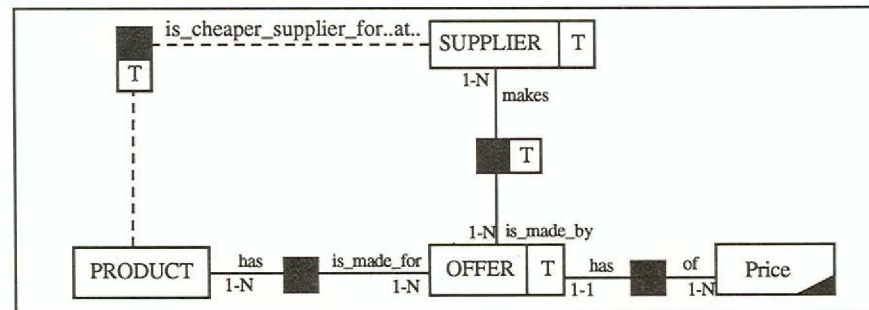 is_cheaper_supplier_for..at..
SUPPLIER T
T
1-N
makes
T
1-N is_made_by
PRODUCT has is_made_for OFFER T has of Price
1-N 1-N 1-1 1-N